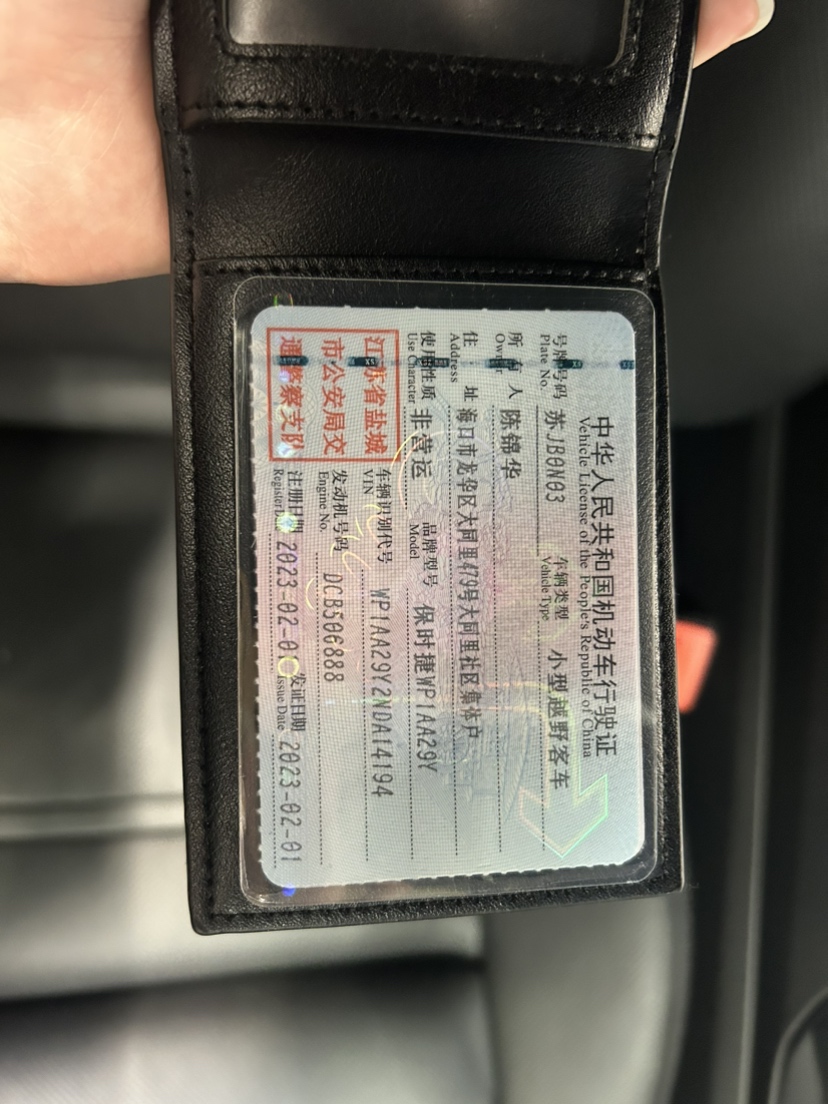 中华人民共和国机动车行驶证
Vehicle License of the People's Republic of China
号牌号码 苏JB0N03 车辆类型 小型越野客车
Plate No. Vehicle Type
所有人 陈锦华
Owner
住址 海口市龙华区大同里4/9号大同里社区集体户
Address
使用性质 非营运 品牌型号 保时捷WP1AA29Y
Use Character Model
江苏省盐城
市公安局交
通警察支队
车辆识别代号 WP1AA29Y2NDA14194
VIN
发动机号码 DCB506888
Engine No.
注册日期 2023-02-01 发证日期 2023-02-01
Register Issue Date